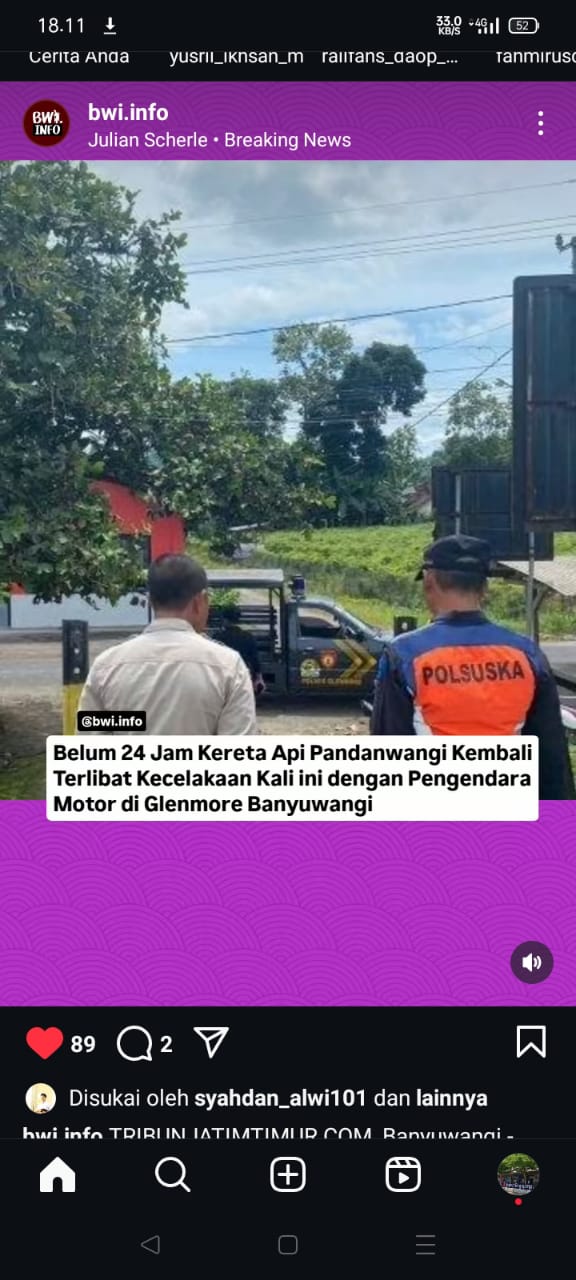 18.11
33.0 KB/S 4G 52
Cerita Anda yusril_ikhsan_m railfans_daop_...
BWI. INFO
bwi.info
Julian Scherle • Breaking News
POLSUSKA
@bwi.info
Belum 24 Jam Kereta Api Pandanwangi Kembali
Terlibat Kecelakaan Kali ini dengan Pengendara
Motor di Glenmore Banyuwangi
89 2
Disukai oleh syahdan_alwi101 dan lainnya
bwi.info TRIBUNJATIMTIMUR.COM, Banyuwangi -